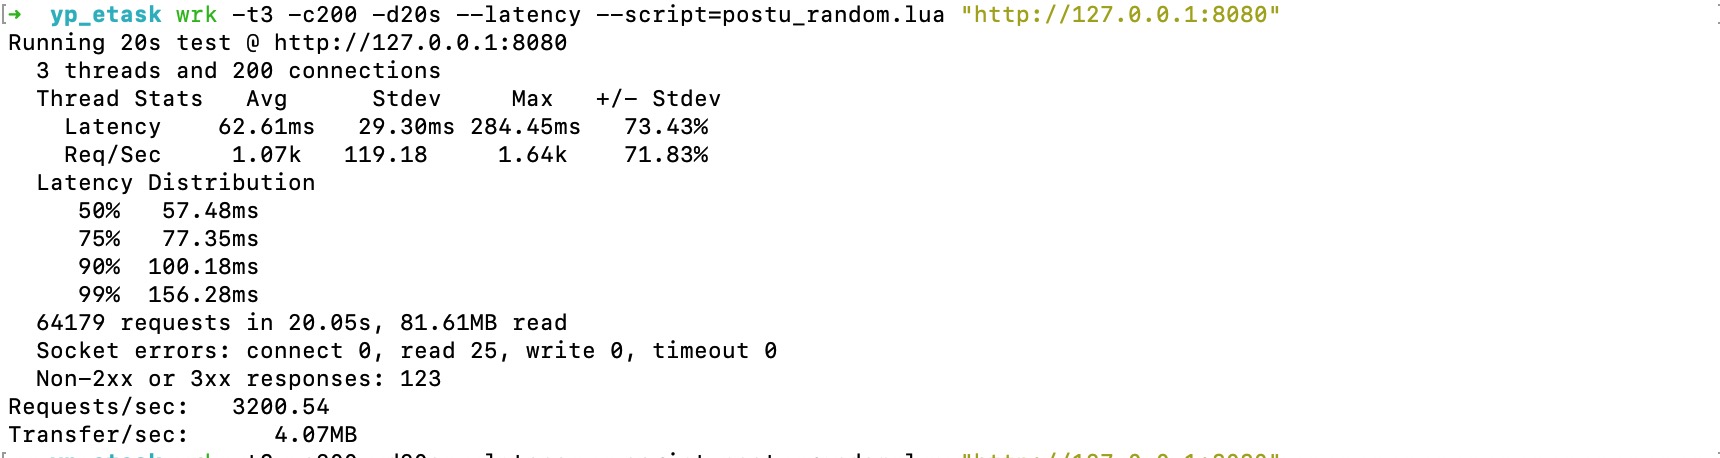 [➜  yp_etask wrk -t3 -c200 -d20s --latency --script=postu_random.lua "http://127.0.0.1:8080"
Running 20s test @ http://127.0.0.1:8080
  3 threads and 200 connections
  Thread Stats   Avg      Stdev     Max   +/- Stdev
    Latency    62.61ms   29.30ms 284.45ms   73.43%
    Req/Sec     1.07k   119.18     1.64k    71.83%
  Latency Distribution
     50%   57.48ms
     75%   77.35ms
     90%  100.18ms
     99%  156.28ms
  64179 requests in 20.05s, 81.61MB read
  Socket errors: connect 0, read 25, write 0, timeout 0
  Non-2xx or 3xx responses: 123
Requests/sec:   3200.54
Transfer/sec:      4.07MB